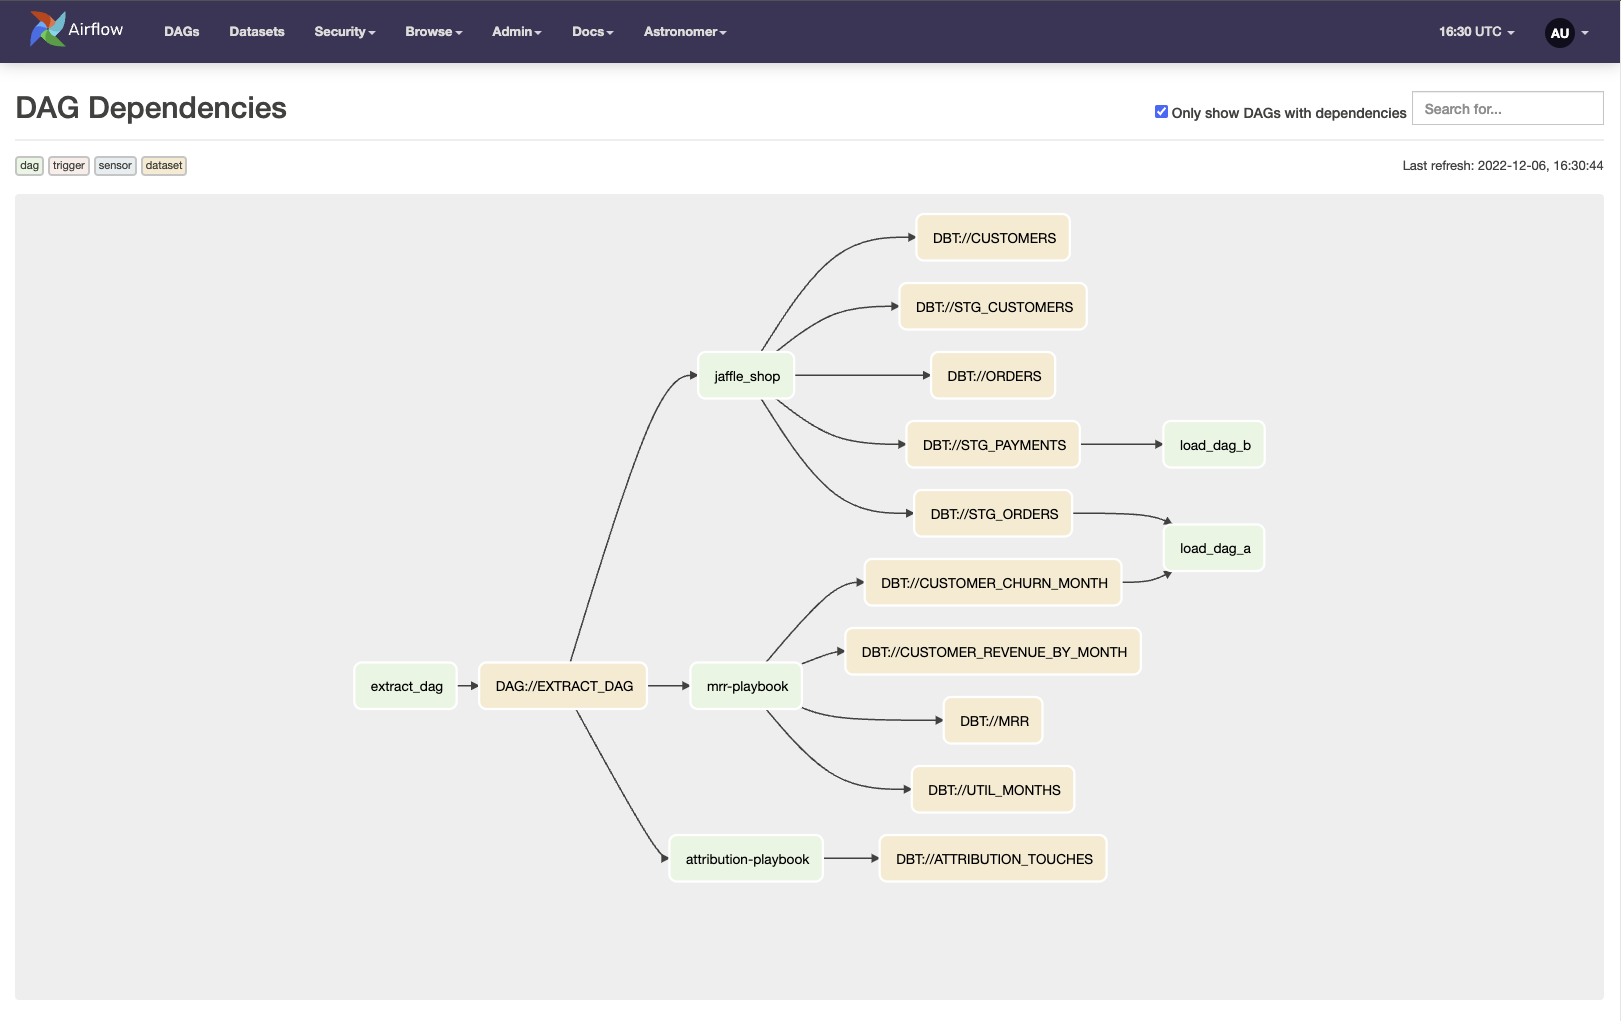 Airflow DAGs Datasets Security Browse Admin Docs Astronomer 16:30 UTC AU
DAG Dependencies
Only show DAGs with dependencies Search for...
dag trigger sensor dataset Last refresh: 2022-12-06, 16:30:44
DBT://CUSTOMERS
DBT://STG_CUSTOMERS
jaffle_shop DBT://ORDERS
DBT://STG_PAYMENTS load_dag_b
DBT://STG_ORDERS
load_dag_a
DBT://CUSTOMER_CHURN_MONTH
DBT://CUSTOMER_REVENUE_BY_MONTH
extract_dag DAG://EXTRACT_DAG mrr-playbook
DBT://MRR
DBT://UTIL_MONTHS
attribution-playbook DBT://ATTRIBUTION_TOUCHES